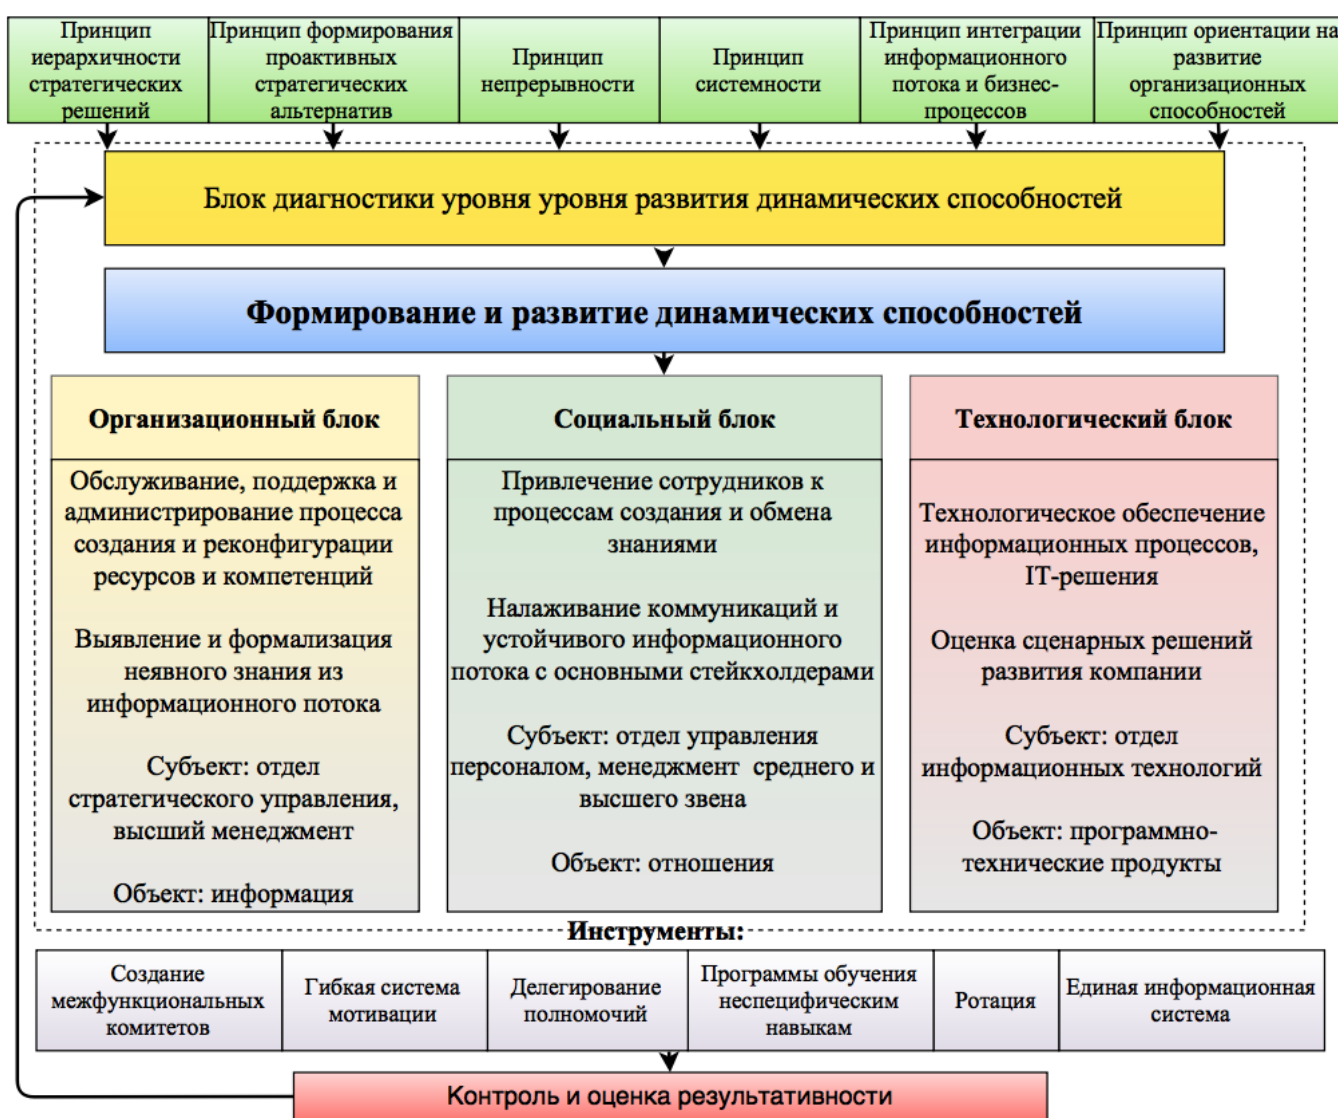 Принцип
иерархичности
стратегических
решений
Принцип формирования
проактивных
стратегических
альтернатив
Принцип
непрерывности
Принцип
системности
Принцип интеграции
информационного
потока и бизнес-
процессов
Принцип ориентации на
развитие
организационных
способностей
Блок диагностики уровня уровня развития динамических способностей
Формирование и развитие динамических способностей
Организационный блок
Обслуживание, поддержка и
администрирование процесса
создания и реконфигурации
ресурсов и компетенций
Выявление и формализация
неявного знания из
информационного потока
Субъект: отдел
стратегического управления,
высший менеджмент
Объект: информация
Социальный блок
Привлечение сотрудников к
процессам создания и обмена
знаниями
Налаживание коммуникаций и
устойчивого информационного
потока с основными стейкхолдерами
Субъект: отдел управления
персоналом, менеджмент среднего и
высшего звена
Объект: отношения
Технологический блок
Технологическое обеспечение
информационных процессов,
IT-решения
Оценка сценарных решений
развития компании
Субъект: отдел
информационных технологий
Объект: программно-
технические продукты
Инструменты:
Создание
межфункциональных
комитетов
Гибкая система
мотивации
Делегирование
полномочий
Программы обучения
неспецифическим
навыкам
Ротация
Единая информационная
система
Контроль и оценка результативности